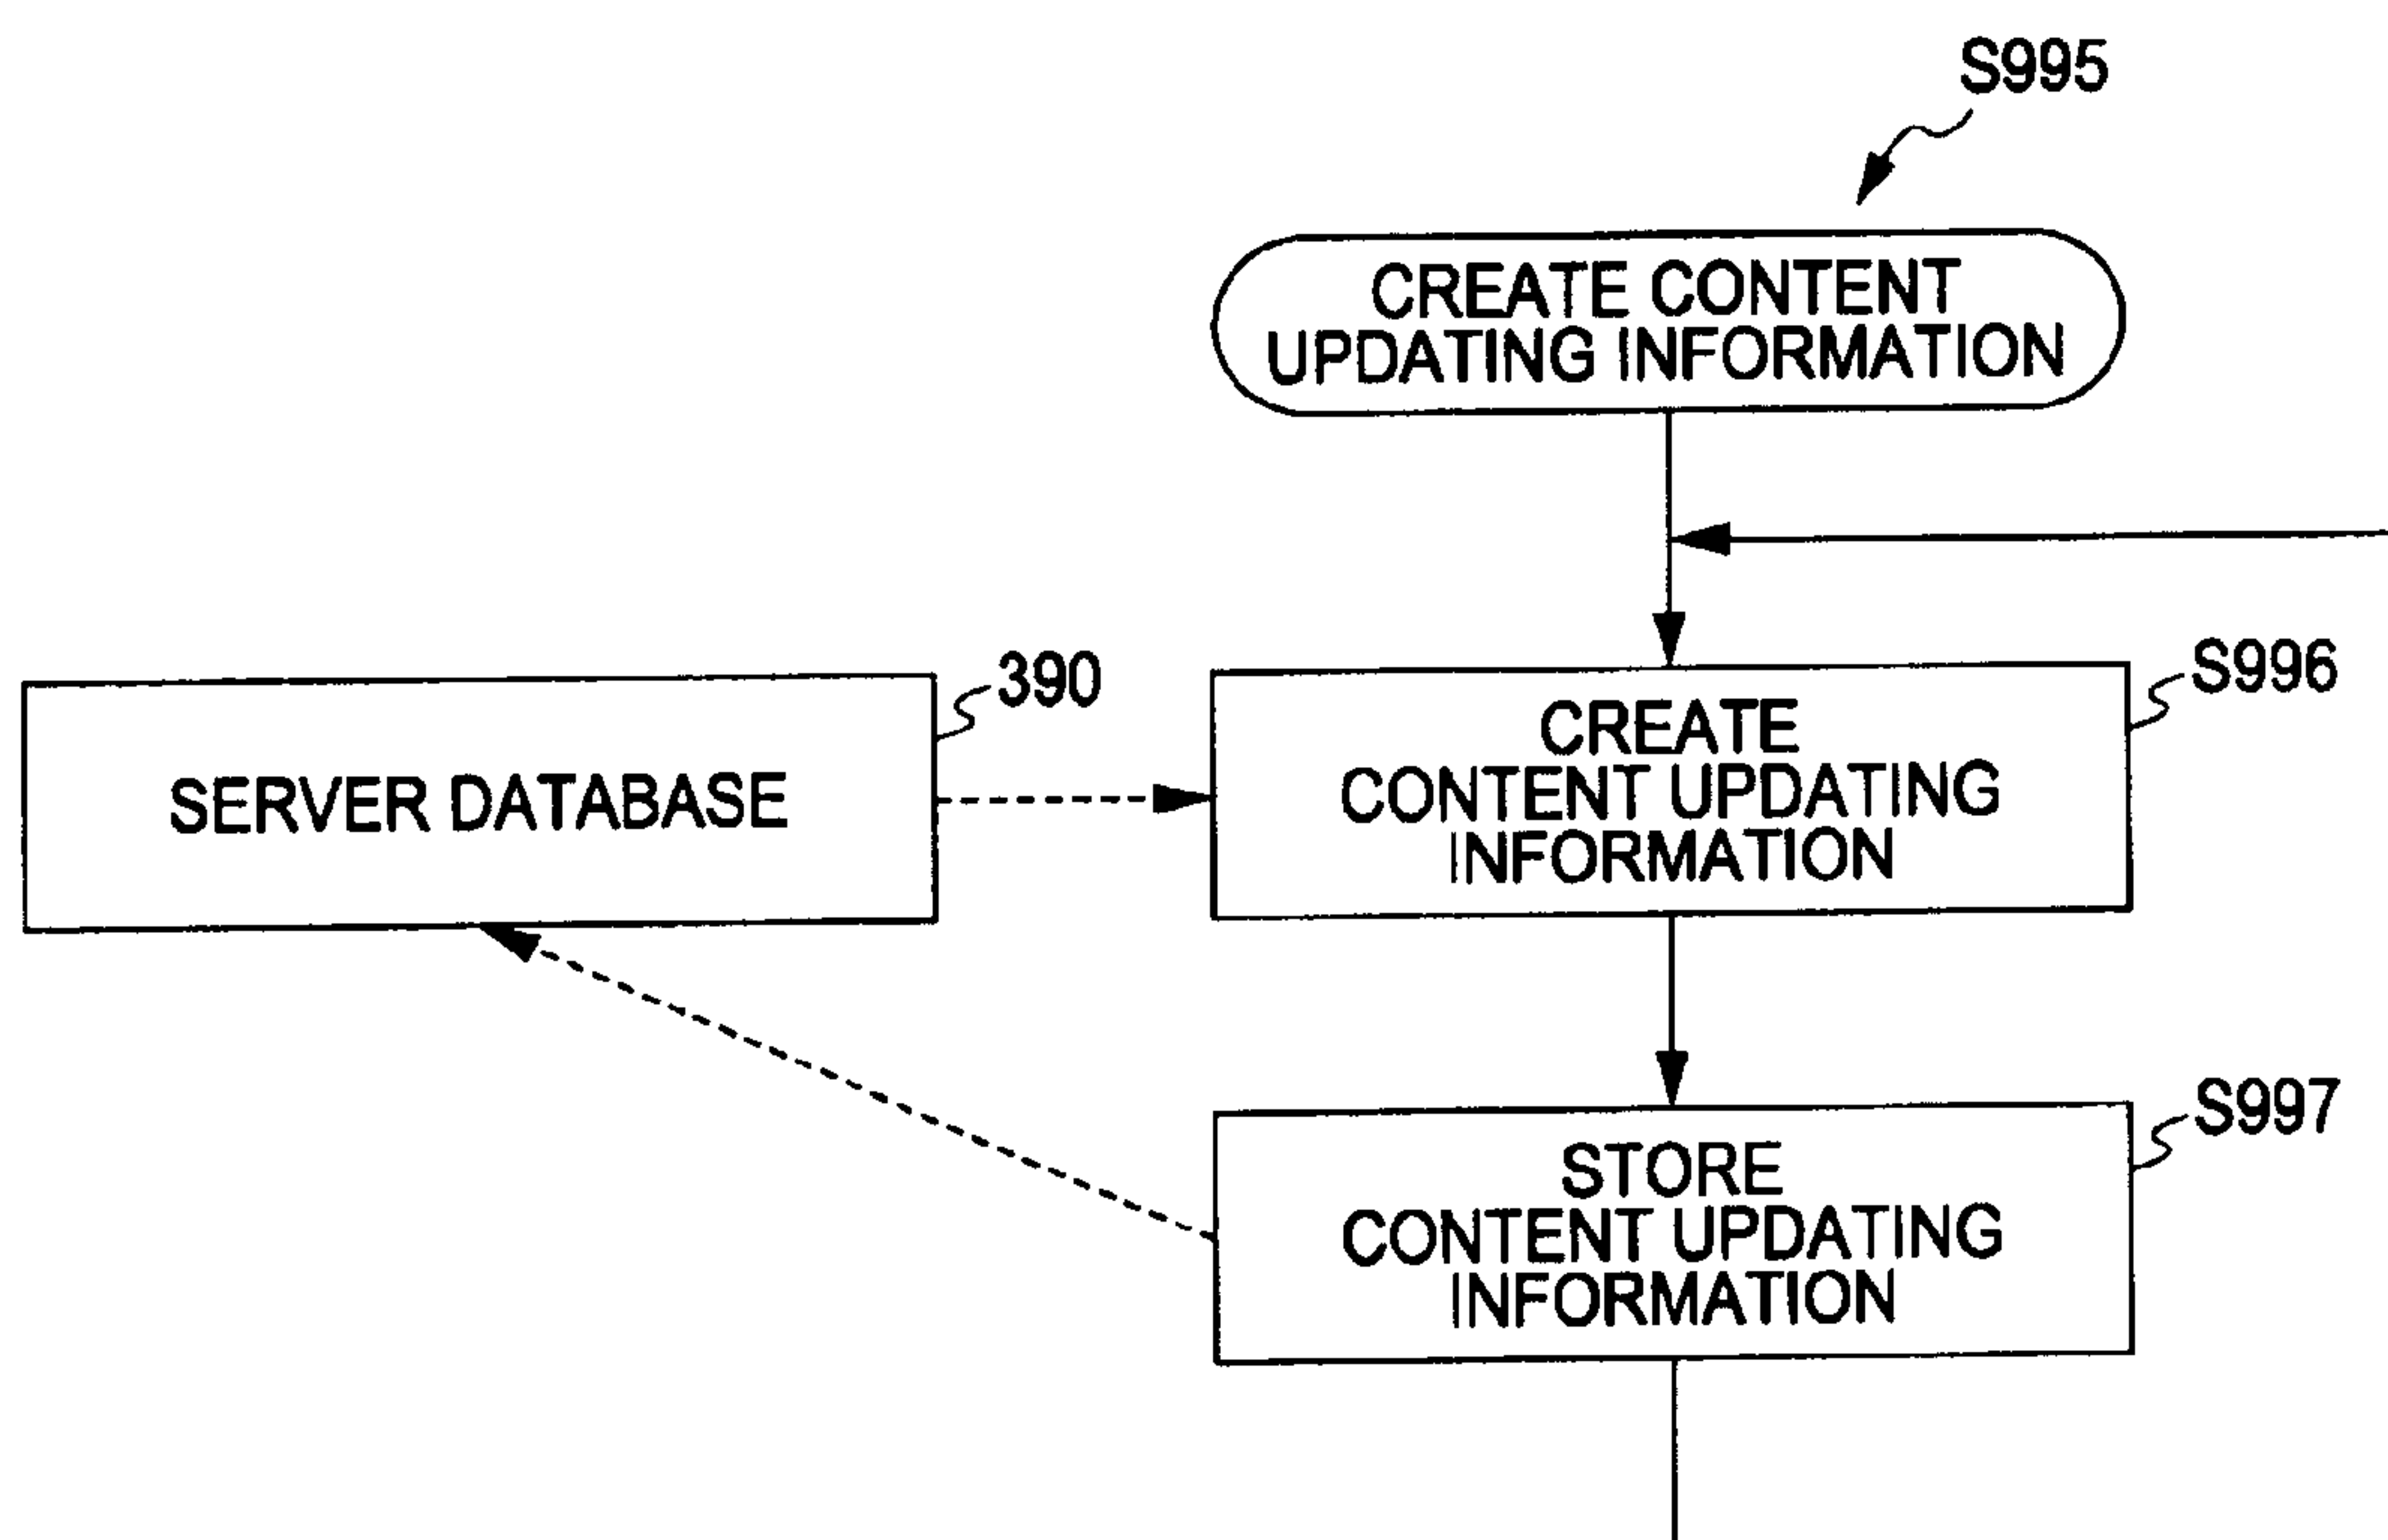 S995
CREATE CONTENT
UPDATING INFORMATION
390
SERVER DATABASE
S996
CREATE
CONTENT UPDATING
INFORMATION
S997
STORE
CONTENT UPDATING
INFORMATION